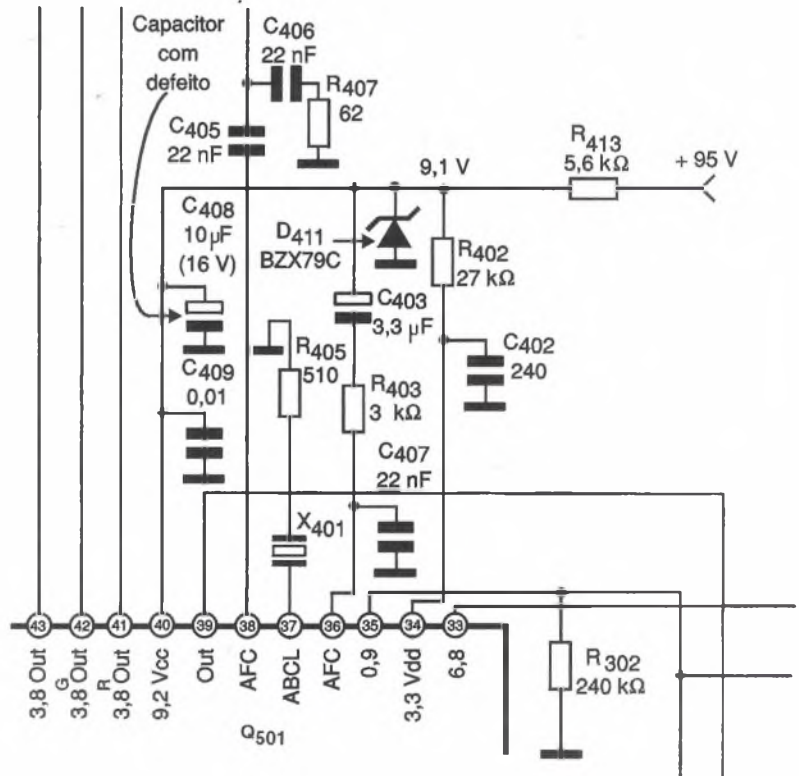 Capacitor
com
defeito
C406
22 nF
R407
62
C405
22 nF
9,1 V
R413
5,6 kΩ
+ 95 V
C408
10 µF
(16 V)
D411
BZX79C
R402
27 kΩ
C403
3,3 µF
R405
510
C402
240
C409
0,01
R403
3 kΩ
C407
22 nF
X401
43
42
41
40
39
38
37
36
35
34
33
3,8 Out
G
3,8 Out
R
3,8 Out
9,2 Vcc
Out
AFC
ABCL
AFC
0,9
3,3 Vdd
6,8
R302
240 kΩ
Q501